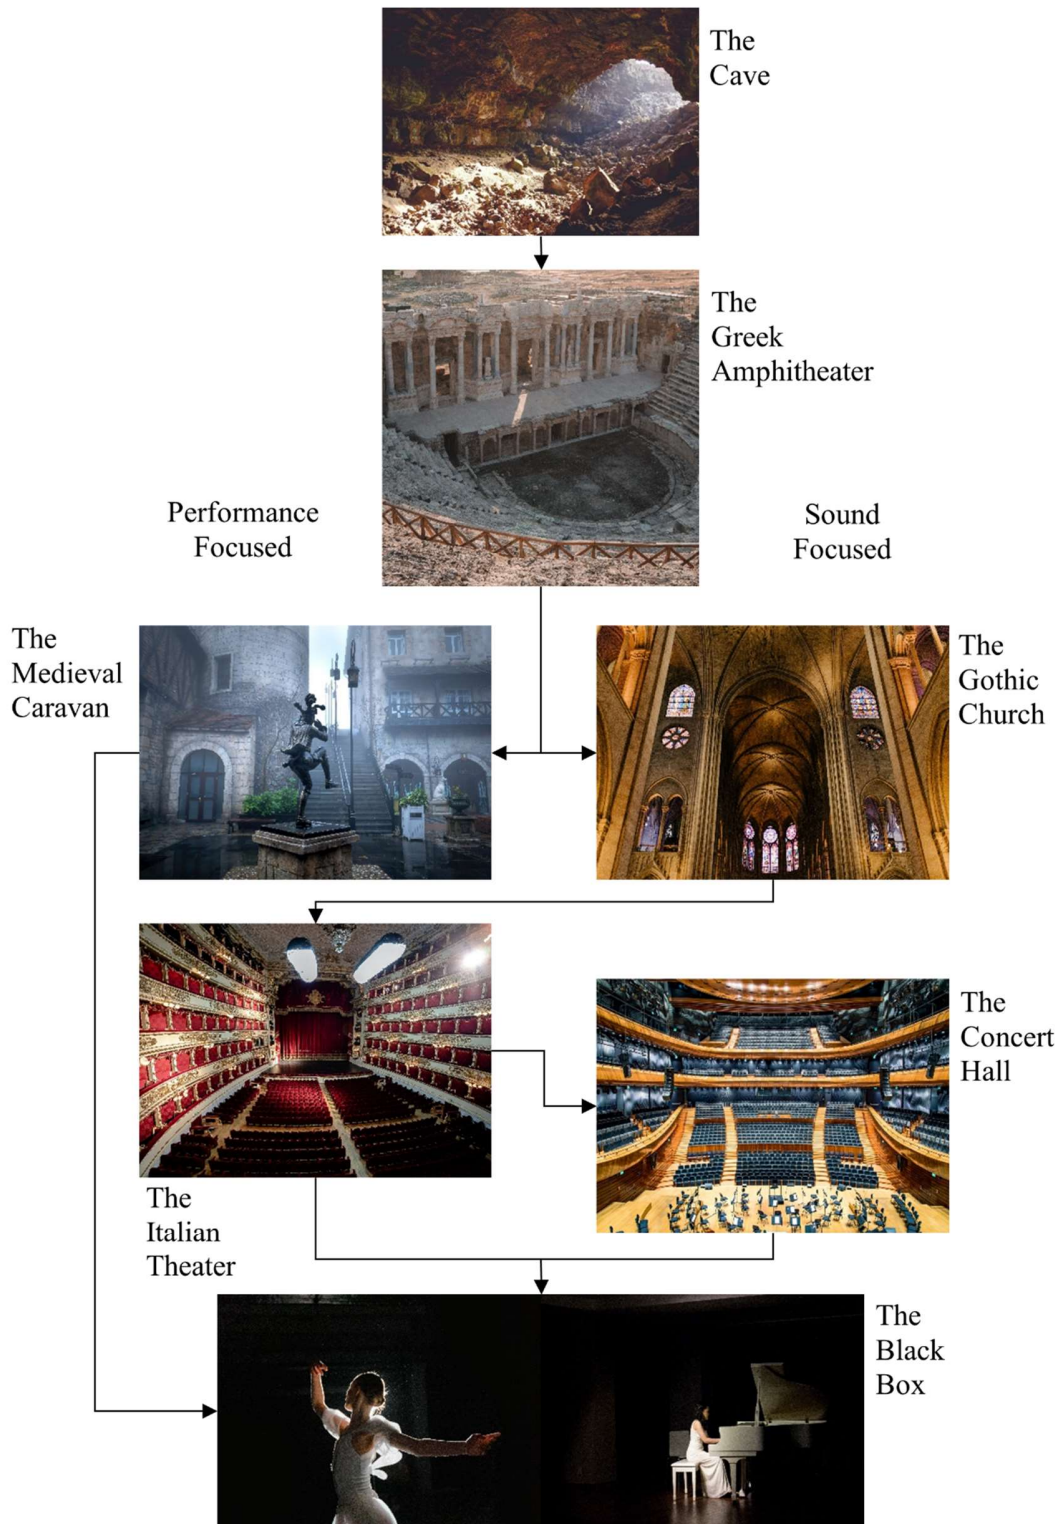 The
Cave
The
Greek
Amphitheater
Performance
Focused
Sound
Focused
The
Medieval
Caravan
The
Gothic
Church
The
Concert
Hall
The
Italian
Theater
The
Black
Box